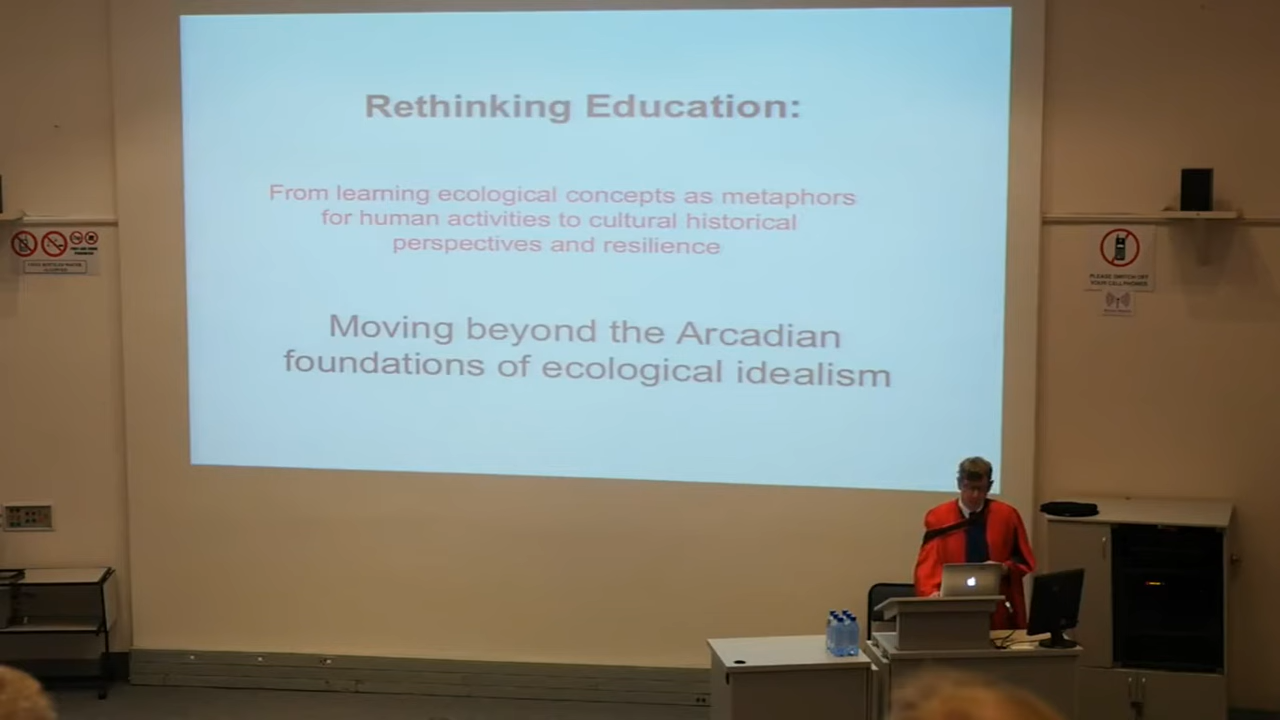 Rethinking Education:
From learning ecological concepts as metaphors
for human activities to cultural historical
perspectives and resilience
Moving beyond the Arcadian
foundations of ecological idealism
PLEASE SWITCH OFF
YOUR CELLPHONES